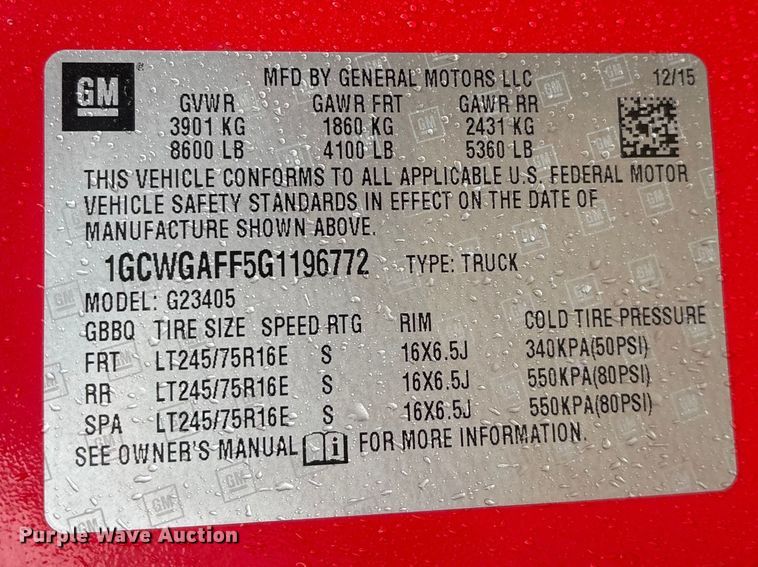 GM
MFD BY GENERAL MOTORS LLC 12/15
GVWR GAWR FRT GAWR RR
3901 KG 1860 KG 2431 KG
8600 LB 4100 LB 5360 LB
THIS VEHICLE CONFORMS TO ALL APPLICABLE U.S. FEDERAL MOTOR
VEHICLE SAFETY STANDARDS IN EFFECT ON THE DATE OF
MANUFACTURE SHOWN ABOVE.
1GCWGAFF5G1196772 TYPE: TRUCK
MODEL: G23405
GBBQ TIRE SIZE SPEED RTG RIM COLD TIRE PRESSURE
FRT LT245/75R16E S 16X6.5J 340KPA(50PSI)
RR LT245/75R16E S 16X6.5J 550KPA(80PSI)
SPA LT245/75R16E S 16X6.5J 550KPA(80PSI)
SEE OWNER'S MANUAL i FOR MORE INFORMATION.
Purple Wave Auction